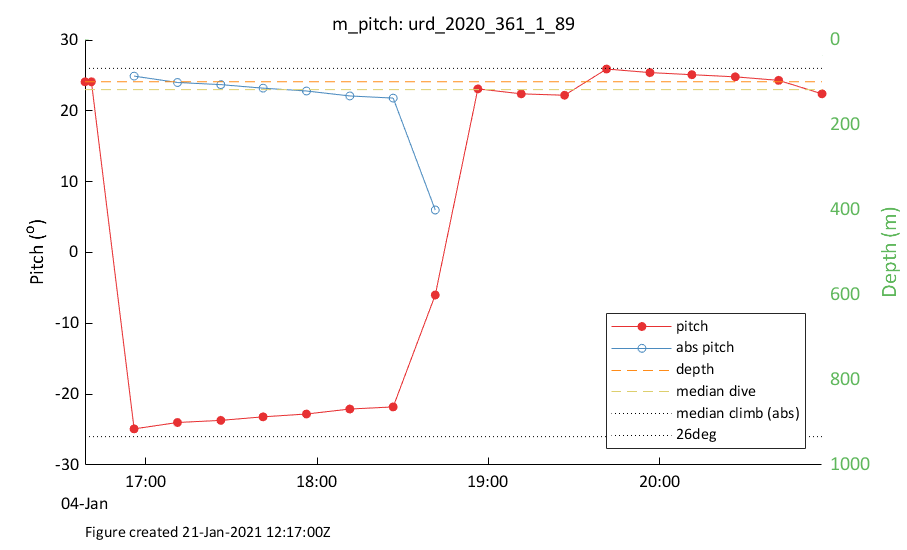 m_pitch: urd_2020_361_1_89
30
20
10
0
-10
-20
-30
Pitch (°)
0
200
400
600
800
1000
Depth (m)
pitch
abs pitch
depth
median dive
median climb (abs)
26deg
17:00
18:00
19:00
20:00
04-Jan
Figure created 21-Jan-2021 12:17:00Z